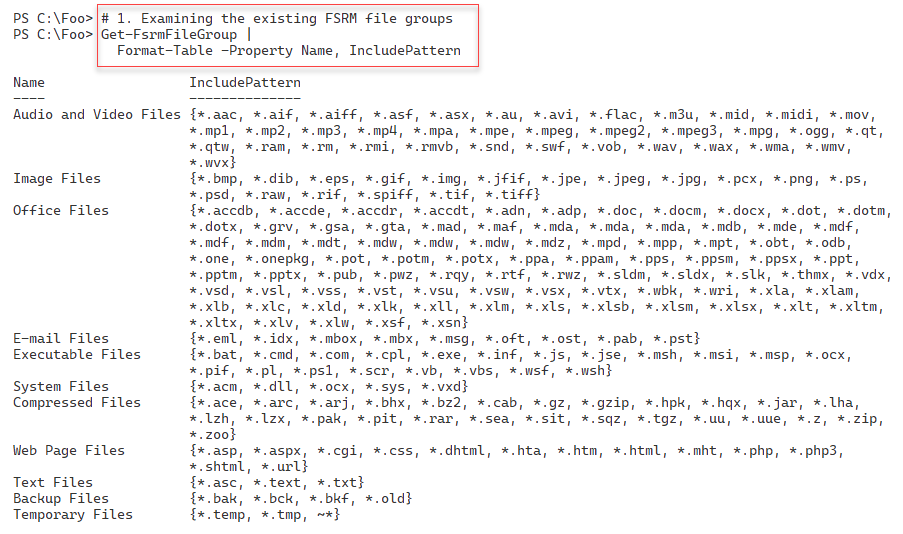 PS C:\Foo> # 1. Examining the existing FSRM file groups
PS C:\Foo> Get-FsrmFileGroup |
Format-Table -Property Name, IncludePattern
Name IncludePattern
---- --------------
Audio and Video Files {*.aac, *.aif, *.aiff, *.asf, *.asx, *.au, *.avi, *.flac, *.m3u, *.mid, *.midi, *.mov,
*.mp1, *.mp2, *.mp3, *.mp4, *.mpa, *.mpe, *.mpeg, *.mpeg2, *.mpeg3, *.mpg, *.ogg, *.qt,
*.qtw, *.ram, *.rm, *.rmi, *.rmvb, *.snd, *.swf, *.vob, *.wav, *.wax, *.wma, *.wmv,
*.wvx}
Image Files {*.bmp, *.dib, *.eps, *.gif, *.img, *.jfif, *.jpe, *.jpeg, *.jpg, *.pcx, *.png, *.ps,
*.psd, *.raw, *.rif, *.spiff, *.tif, *.tiff}
Office Files {*.accdb, *.accde, *.accdr, *.accdt, *.adn, *.adp, *.doc, *.docm, *.docx, *.dot, *.dotm,
*.dotx, *.grv, *.gsa, *.gta, *.mad, *.maf, *.mda, *.mda, *.mda, *.mdb, *.mde, *.mdf,
*.mdf, *.mdm, *.mdt, *.mdw, *.mdw, *.mdw, *.mdz, *.mpd, *.mpp, *.mpt, *.obt, *.odb,
*.one, *.onepkg, *.pot, *.potm, *.potx, *.ppa, *.ppam, *.pps, *.ppsm, *.ppsx, *.ppt,
*.pptm, *.pptx, *.pub, *.pwz, *.rqy, *.rtf, *.rwz, *.sldm, *.sldx, *.slk, *.thmx, *.vdx,
*.vsd, *.vsl, *.vss, *.vst, *.vsu, *.vsw, *.vsx, *.vtx, *.wbk, *.wri, *.xla, *.xlam,
*.xlb, *.xlc, *.xld, *.xlk, *.xll, *.xlm, *.xls, *.xlsb, *.xlsm, *.xlsx, *.xlt, *.xltm,
*.xltx, *.xlv, *.xlw, *.xsf, *.xsn}
E-mail Files {*.eml, *.idx, *.mbox, *.mbx, *.msg, *.oft, *.ost, *.pab, *.pst}
Executable Files {*.bat, *.cmd, *.com, *.cpl, *.exe, *.inf, *.js, *.jse, *.msh, *.msi, *.msp, *.ocx,
*.pif, *.pl, *.ps1, *.scr, *.vb, *.vbs, *.wsf, *.wsh}
System Files {*.acm, *.dll, *.ocx, *.sys, *.vxd}
Compressed Files {*.ace, *.arc, *.arj, *.bhx, *.bz2, *.cab, *.gz, *.gzip, *.hpk, *.hqx, *.jar, *.lha,
*.lzh, *.lzx, *.pak, *.pit, *.rar, *.sea, *.sit, *.sqz, *.tgz, *.uu, *.uue, *.z, *.zip,
*.zoo}
Web Page Files {*.asp, *.aspx, *.cgi, *.css, *.dhtml, *.hta, *.htm, *.html, *.mht, *.php, *.php3,
*.shtml, *.url}
Text Files {*.asc, *.text, *.txt}
Backup Files {*.bak, *.bck, *.bkf, *.old}
Temporary Files {*.temp, *.tmp, ~*}